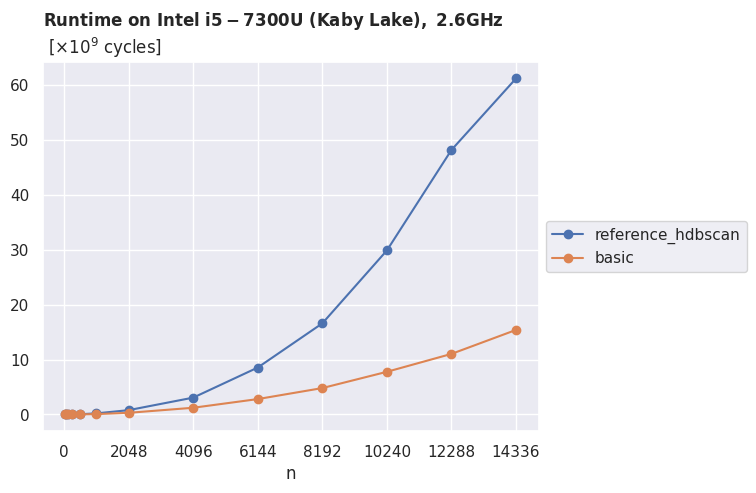 Runtime on Intel i5 − 7300U (Kaby Lake), 2.6GHz
[×10⁹ cycles]
60
50
40
30
20
10
0
0 2048 4096 6144 8192 10240 12288 14336
n
reference_hdbscan
basic